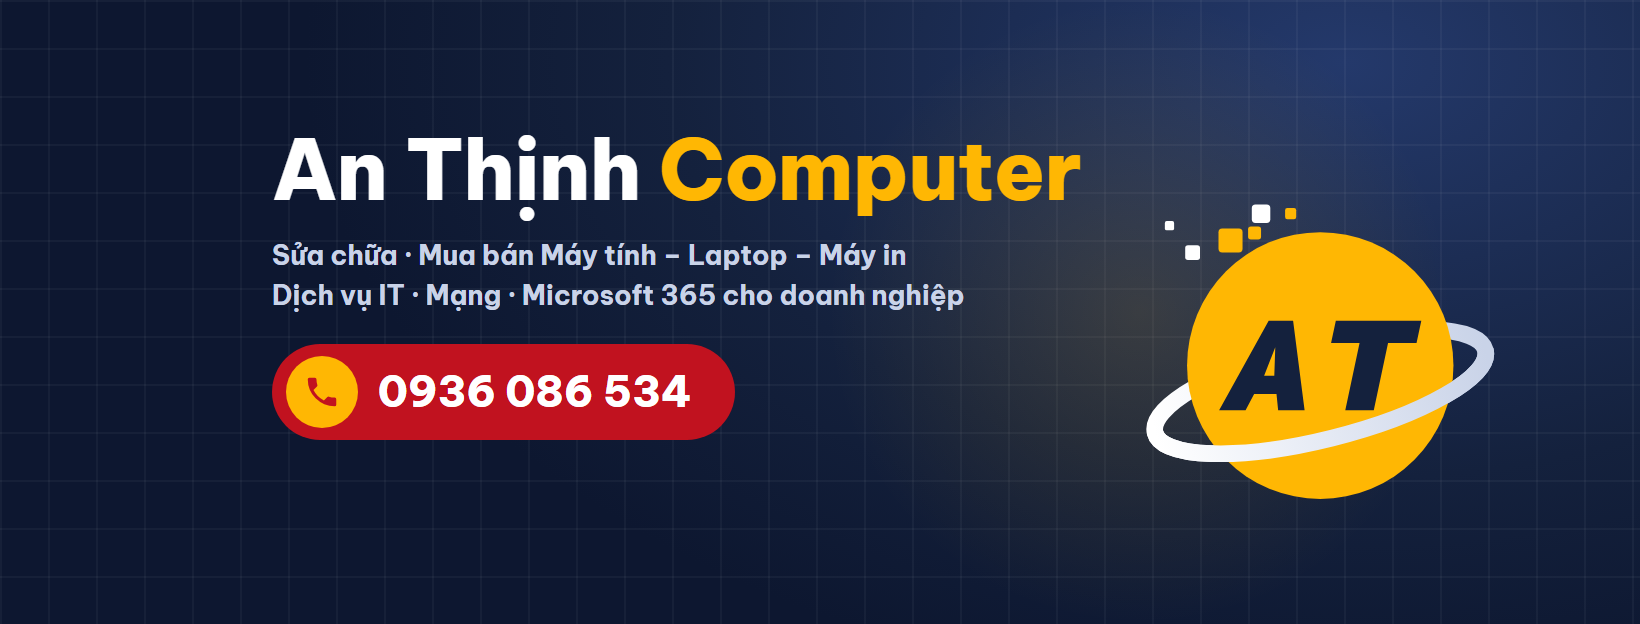 An Thịnh Computer
Sửa chữa · Mua bán Máy tính – Laptop – Máy in
Dịch vụ IT · Mạng · Microsoft 365 cho doanh nghiệp
0936 086 534
AT